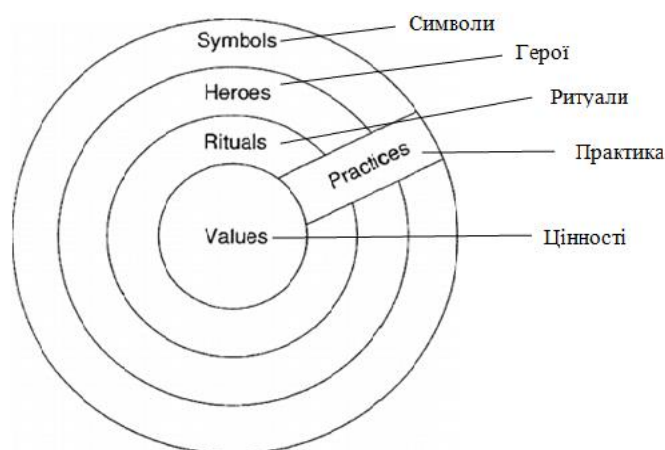 Symbols
Символи
Heroes
Герої
Rituals
Ритуали
Practices
Практика
Values
Цінності